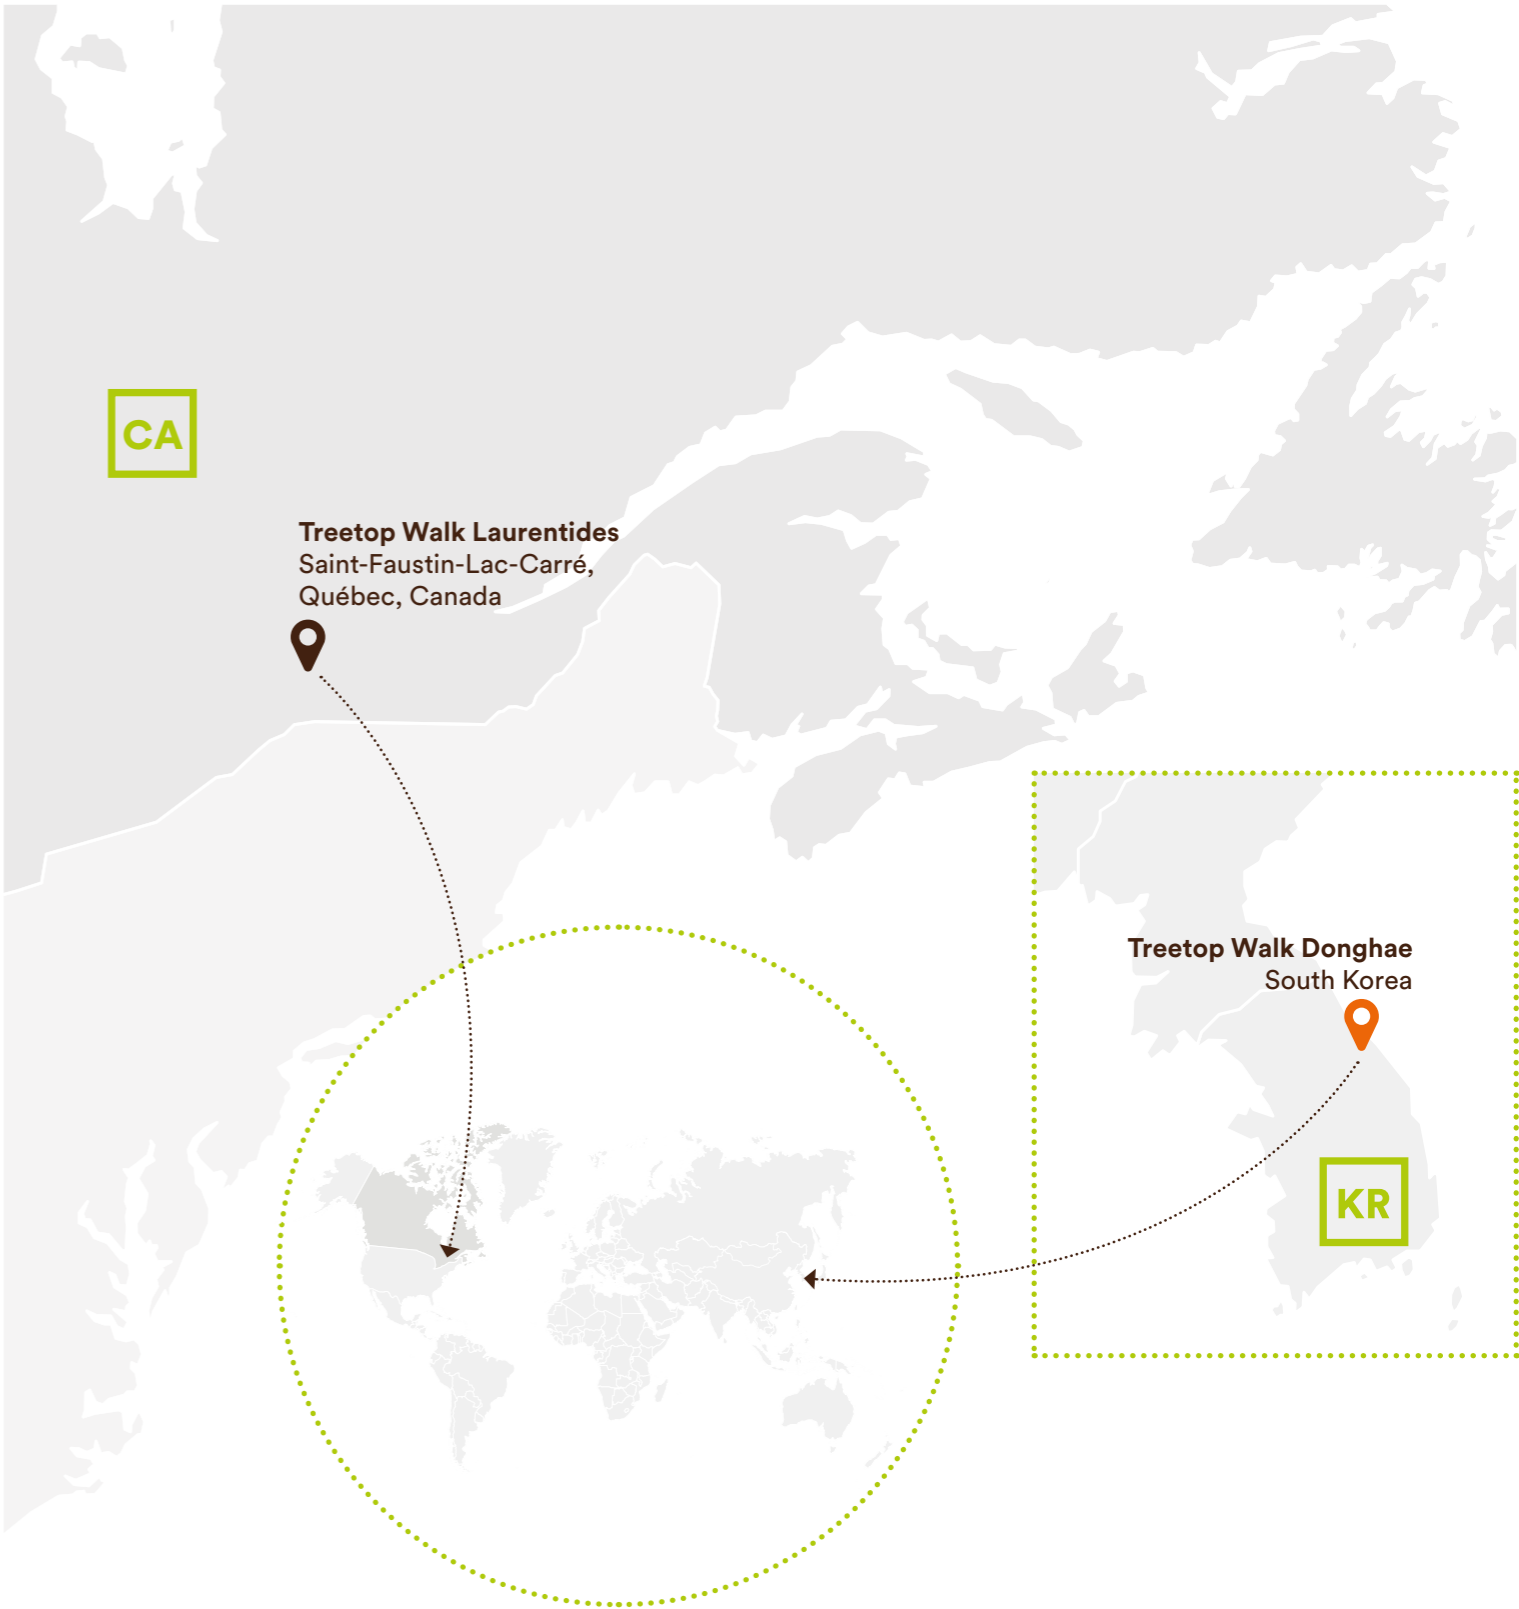 CA
Treetop Walk Laurentides
Saint-Faustin-Lac-Carré,
Québec, Canada
Treetop Walk Donghae
South Korea
KR